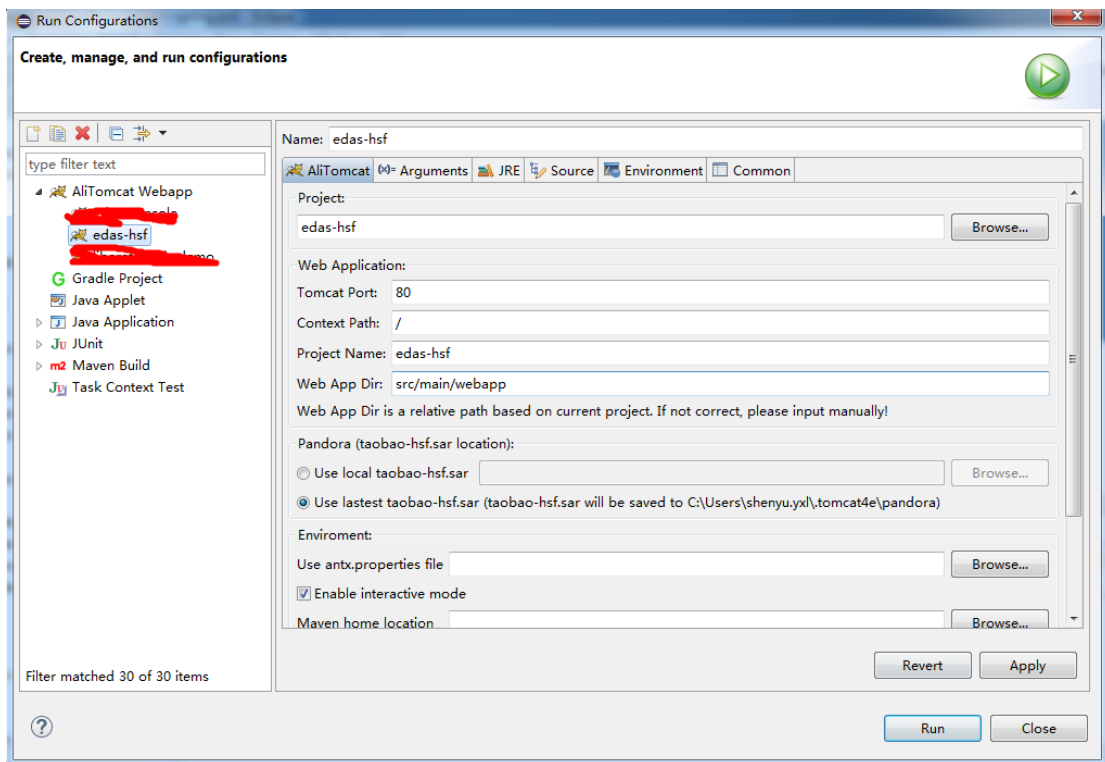 Run Configurations
Create, manage, and run configurations
type filter text
AliTomcat Webapp
edas-hsf
G Gradle Project
Java Applet
Java Application
Ju JUnit
m2 Maven Build
Ju Task Context Test
Filter matched 30 of 30 items
Name: edas-hsf
AliTomcat (x)= Arguments JRE Source Environment Common
Project:
edas-hsf Browse...
Web Application:
Tomcat Port: 80
Context Path: /
Project Name: edas-hsf
Web App Dir: src/main/webapp
Web App Dir is a relative path based on current project. If not correct, please input manually!
Pandora (taobao-hsf.sar location):
Use local taobao-hsf.sar Browse...
Use lastest taobao-hsf.sar (taobao-hsf.sar will be saved to C:\Users\shenyu.yxl\.tomcat4e\pandora)
Enviroment:
Use antx.properties file Browse...
Enable interactive mode
Maven home location Browse...
Revert Apply
Run Close